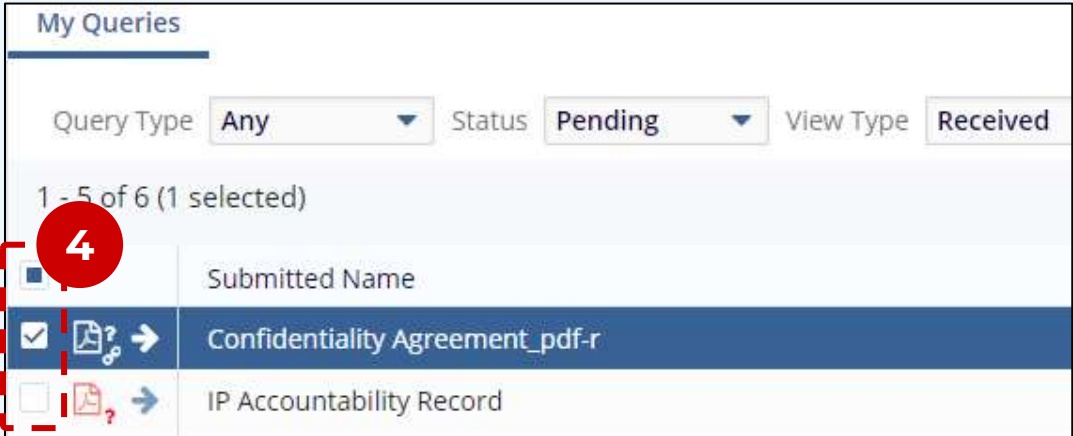 My Queries
Query Type Any Status Pending View Type Received
1 - 5 of 6 (1 selected)
4
Submitted Name
Confidentiality Agreement_pdf-r
IP Accountability Record